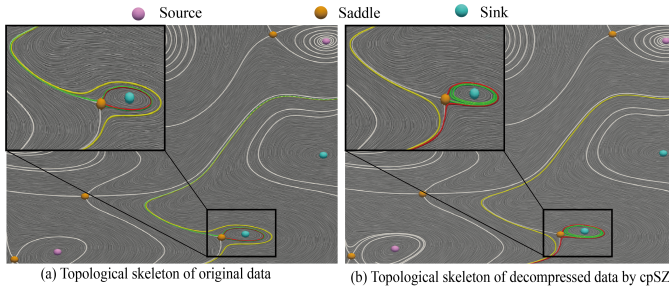 Source Saddle Sink
(a) Topological skeleton of original data
(b) Topological skeleton of decompressed data by cpSZ